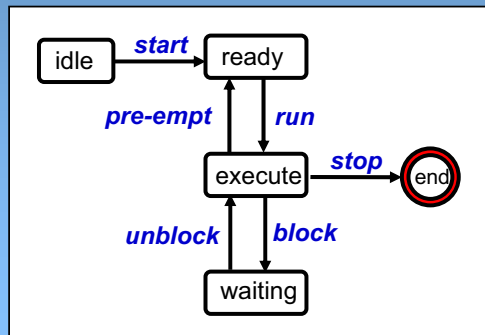 start
idle
ready
pre-empt
run
stop
execute
end
unblock
block
waiting